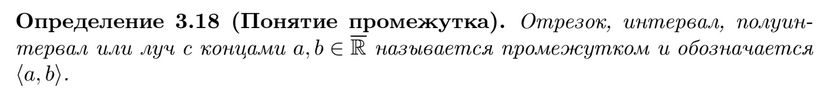 Определение 3.18 (Понятие промежутка). Отрезок, интервал, полуин-
тервал или луч с концами a, b ∈ ℝ̅ называется промежутком и обозначается
⟨a, b⟩.